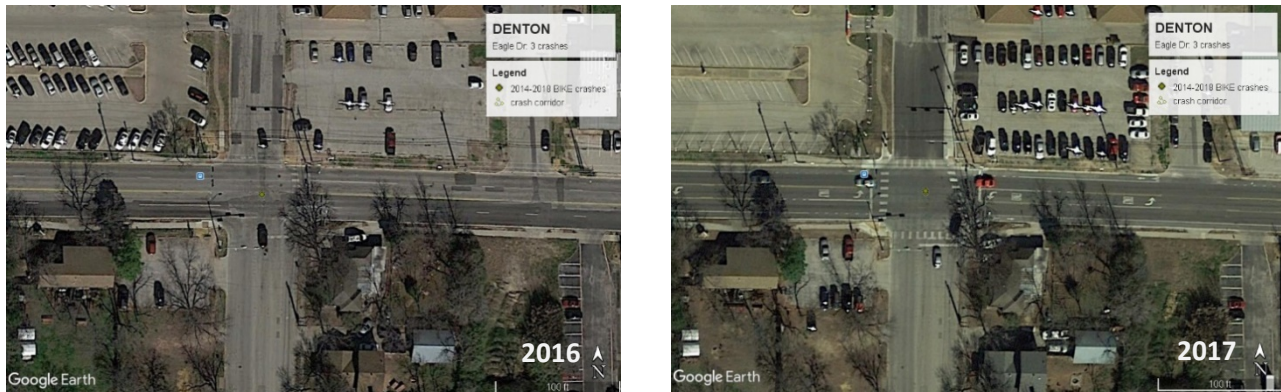 DENTON
Eagle Dr: 3 crashes
Legend
2014-2018 BIKE crashes
crash corridor
2016
N
Google Earth
100 ft
DENTON
Eagle Dr: 3 crashes
Legend
2014-2018 BIKE crashes
crash corridor
2017
N
Google Earth
100 ft